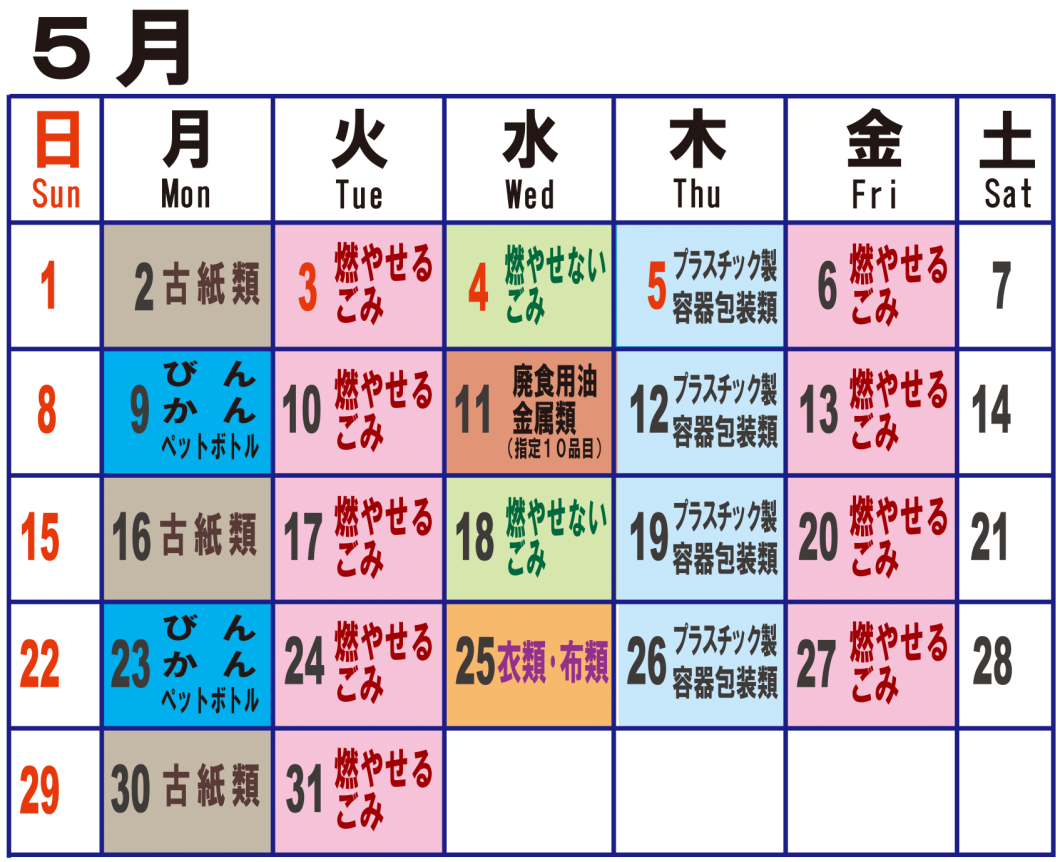 5月
日 月 火 水 木 金 土
Sun Mon Tue Wed Thu Fri Sat
1
2 古紙類
3 燃やせる
ごみ
4 燃やせない
ごみ
5 プラスチック製
容器包装類
6 燃やせる
ごみ
7
8
9 びん
かん
ペットボトル
10 燃やせる
ごみ
11 廃食用油
金属類
(指定10品目)
12 プラスチック製
容器包装類
13 燃やせる
ごみ
14
15
16 古紙類
17 燃やせる
ごみ
18 燃やせない
ごみ
19 プラスチック製
容器包装類
20 燃やせる
ごみ
21
22
23 びん
かん
ペットボトル
24 燃やせる
ごみ
25 衣類・布類
26 プラスチック製
容器包装類
27 燃やせる
ごみ
28
29
30 古紙類
31 燃やせる
ごみ